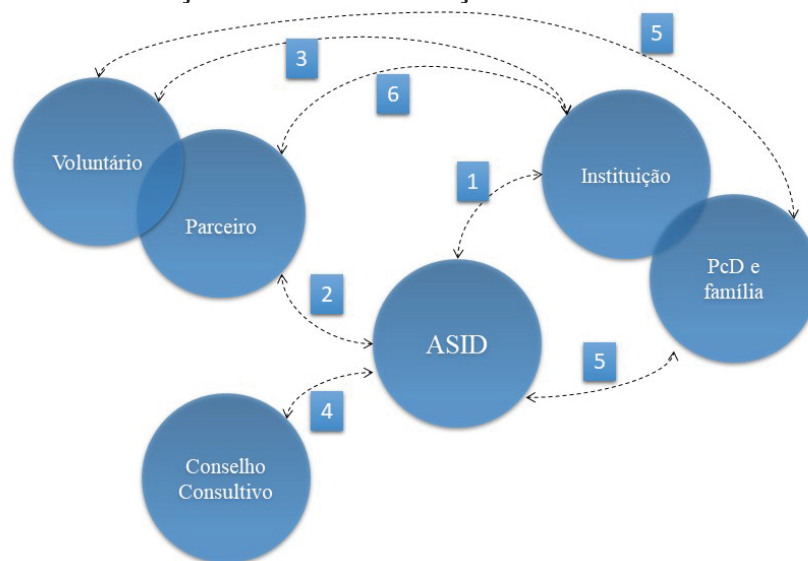 5
3
6
Voluntário
Instituição
1
Parceiro
PcD e
família
2
ASID
5
4
Conselho
Consultivo